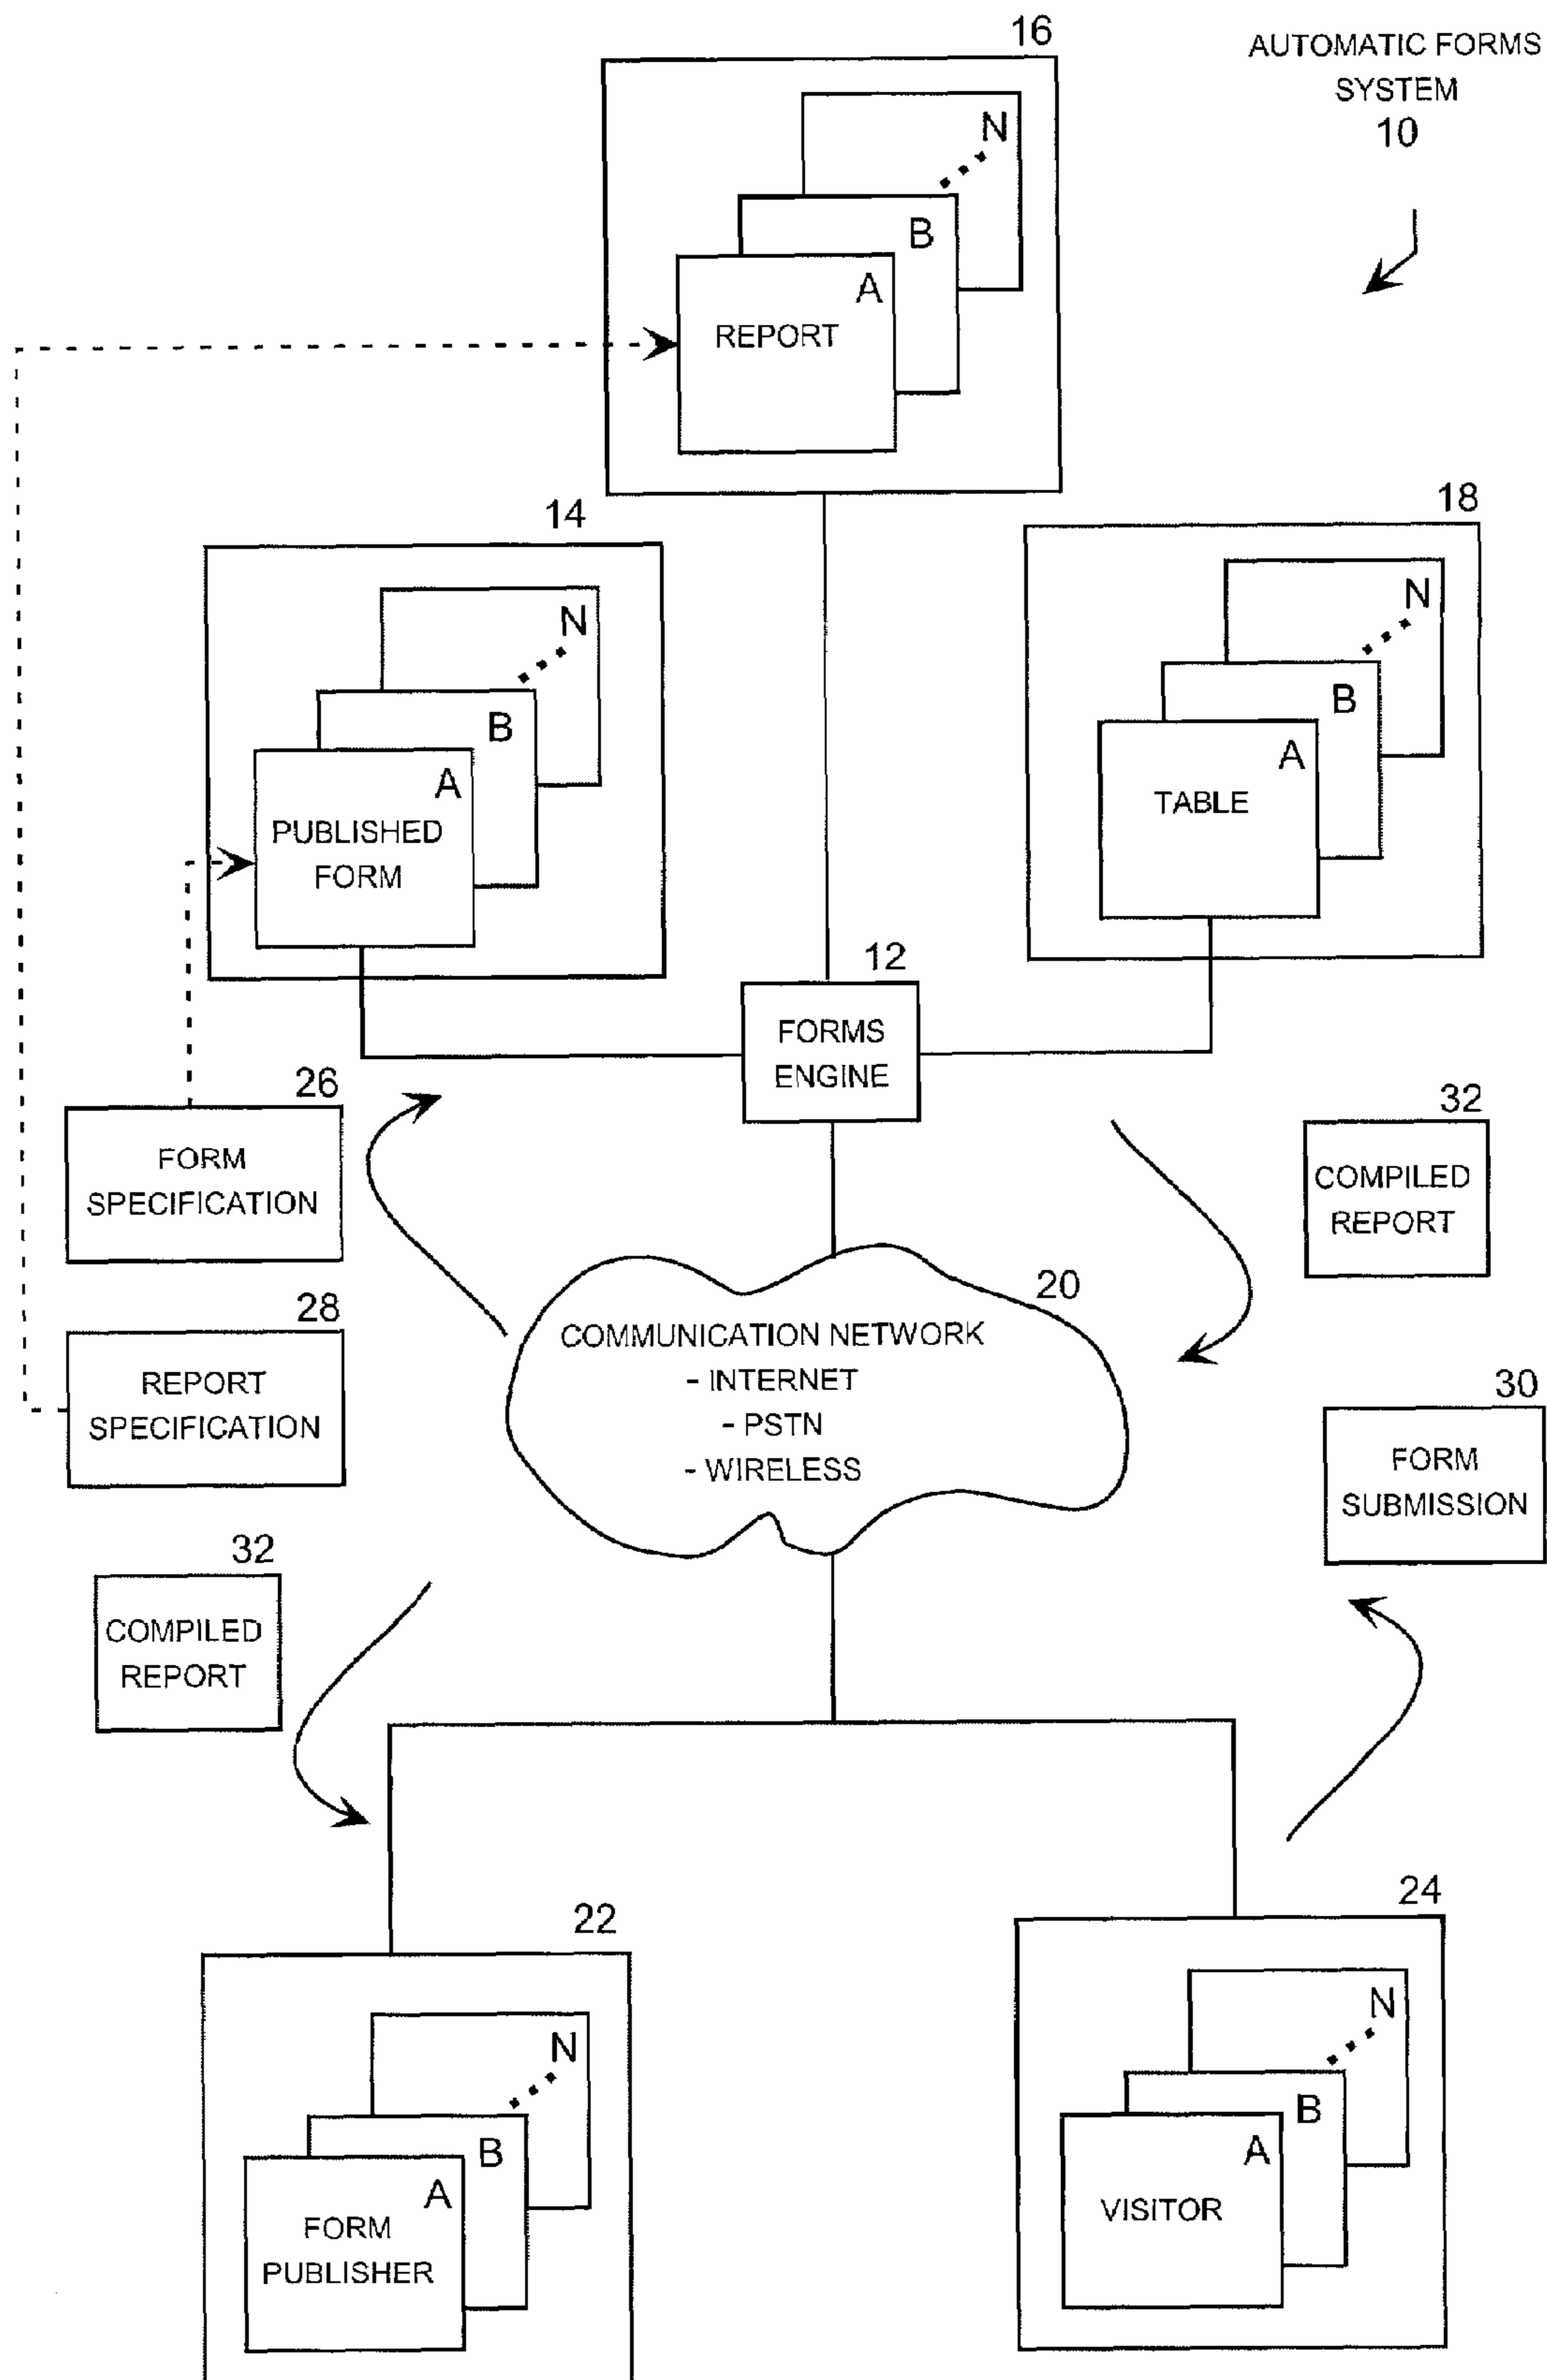 16
AUTOMATIC FORMS
SYSTEM
10
N
B
A
REPORT
14
18
N
B
A
PUBLISHED
FORM
N
B
A
TABLE
12
FORMS
ENGINE
26
FORM
SPECIFICATION
32
COMPILED
REPORT
20
COMMUNICATION NETWORK
- INTERNET
- PSTN
- WIRELESS
28
REPORT
SPECIFICATION
30
FORM
SUBMISSION
32
COMPILED
REPORT
22
24
N
B
A
FORM
PUBLISHER
N
B
A
VISITOR